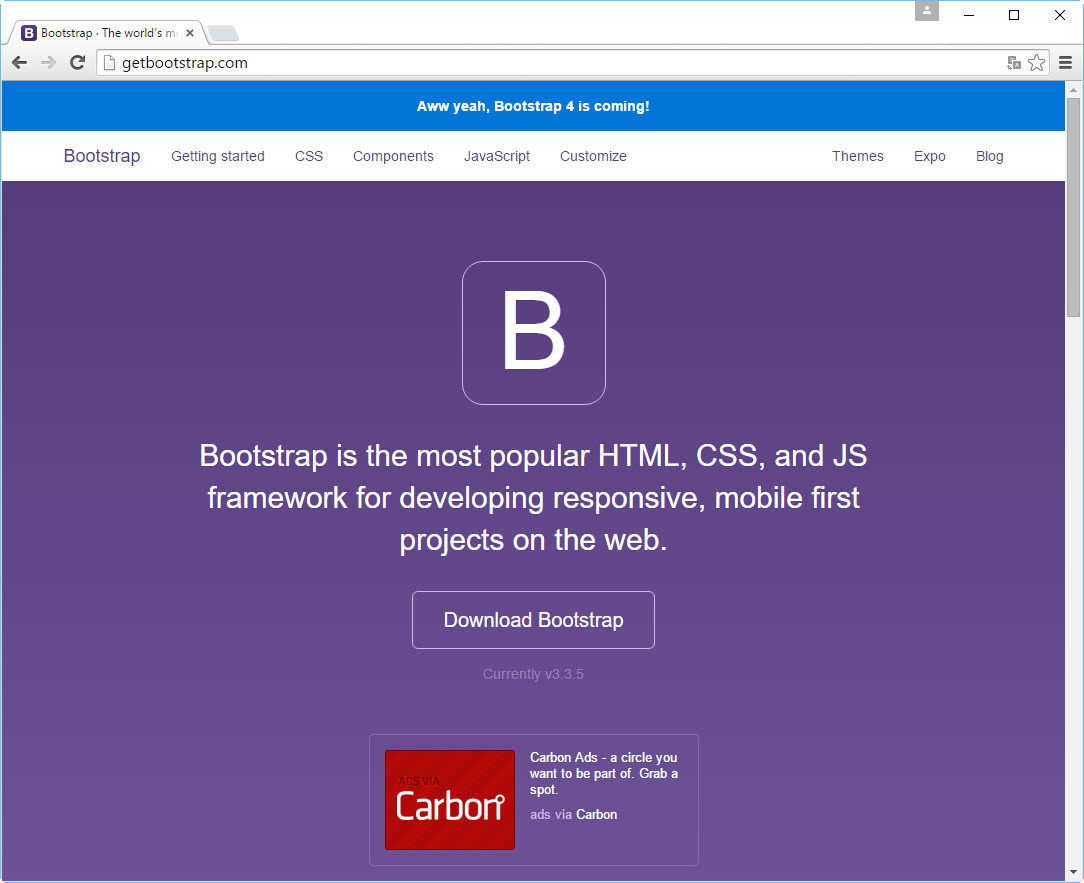 B Bootstrap · The world's m
getbootstrap.com
Aww yeah, Bootstrap 4 is coming!
Bootstrap Getting started CSS Components JavaScript Customize Themes Expo Blog
B
Bootstrap is the most popular HTML, CSS, and JS
framework for developing responsive, mobile first
projects on the web.
Download Bootstrap
Currently v3.3.5
ADS VIA
Carbon
Carbon Ads - a circle you
want to be part of. Grab a
spot.
ads via Carbon